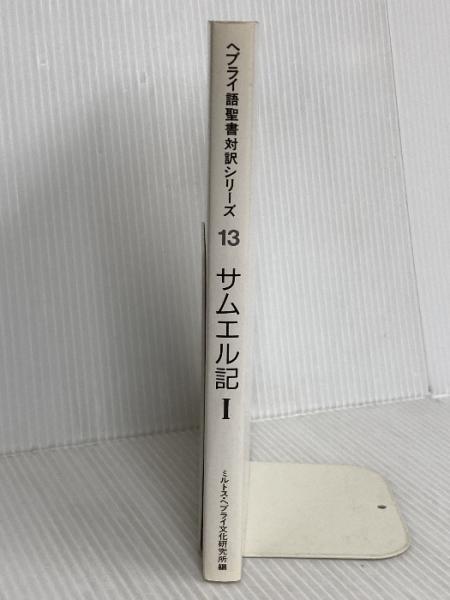 ヘブライ語聖書対訳シリーズ
13
サムエル記 I
ミルトス・ヘブライ文化研究所編